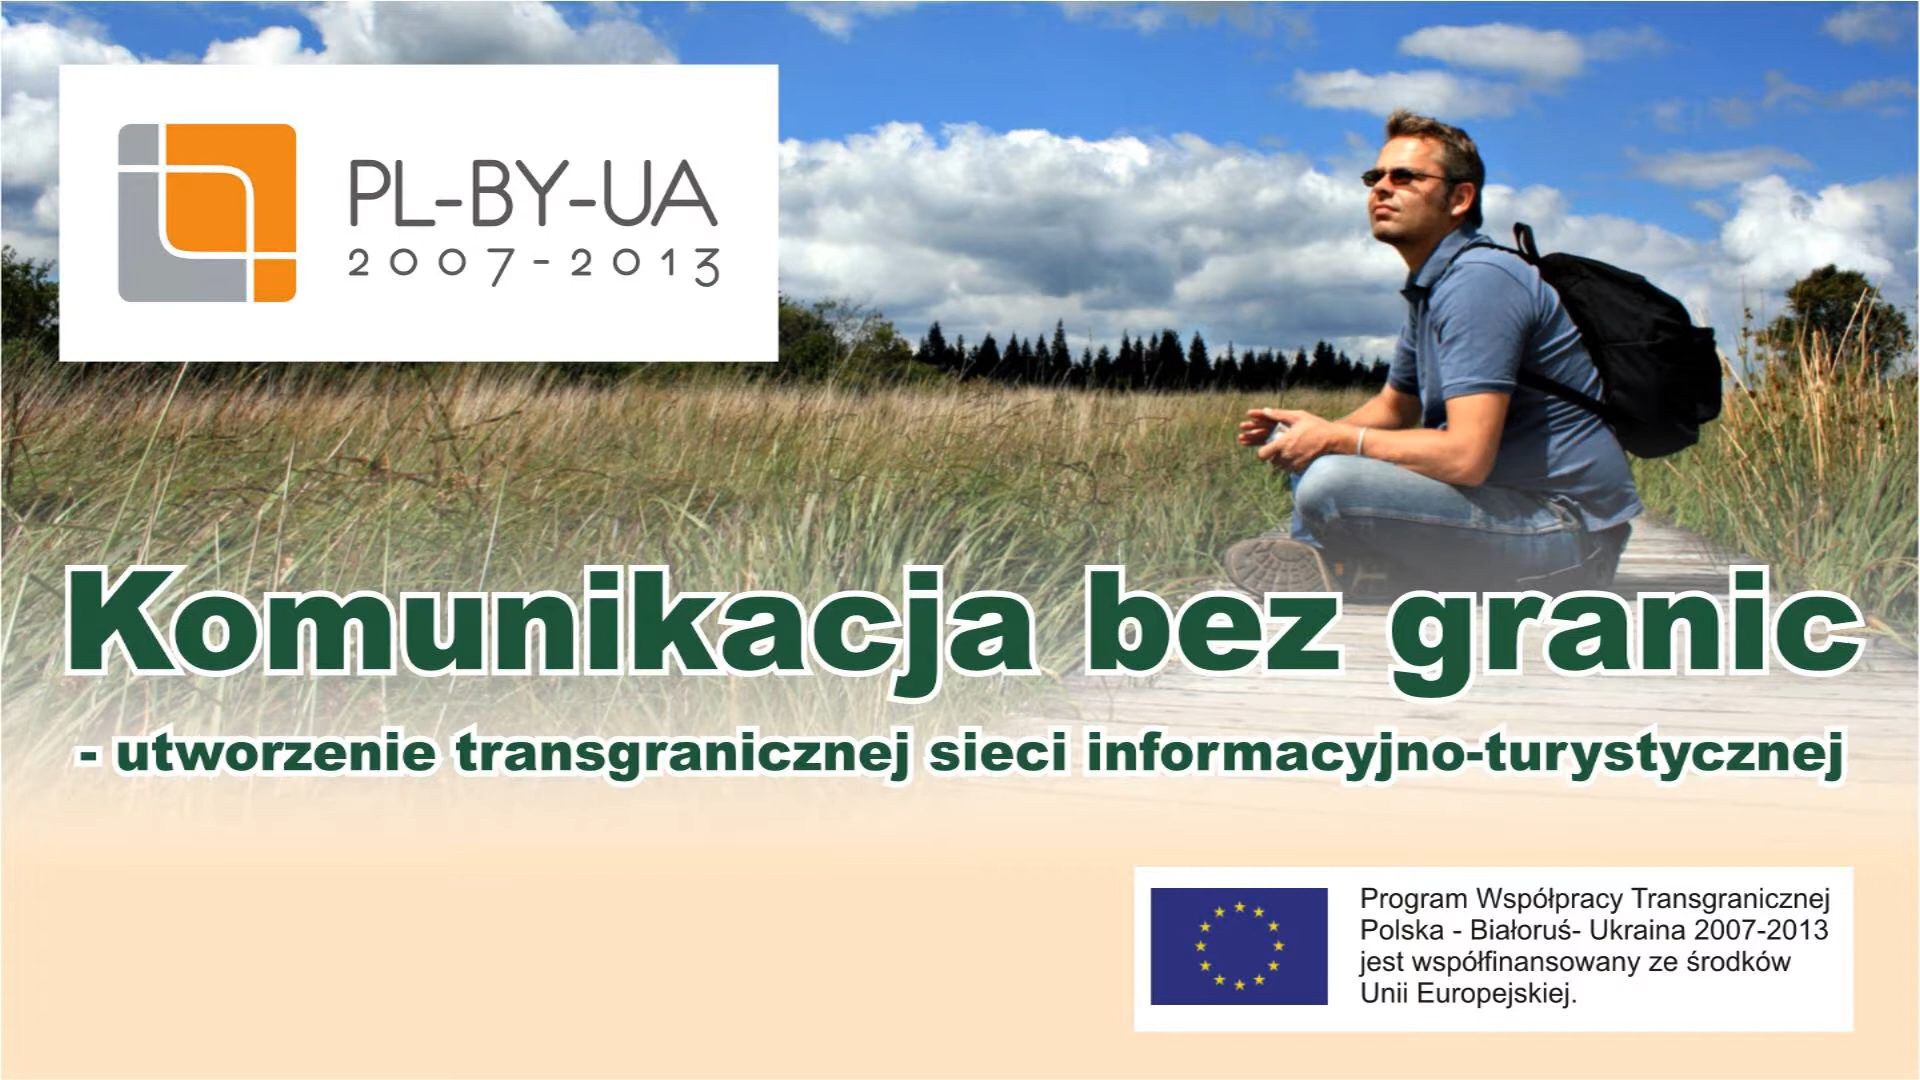 PL-BY-UA
2007-2013
Komunikacja bez granic
- utworzenie transgranicznej sieci informacyjno-turystycznej
Program Współpracy Transgranicznej
Polska - Białoruś- Ukraina 2007-2013
jest współfinansowany ze środków
Unii Europejskiej.